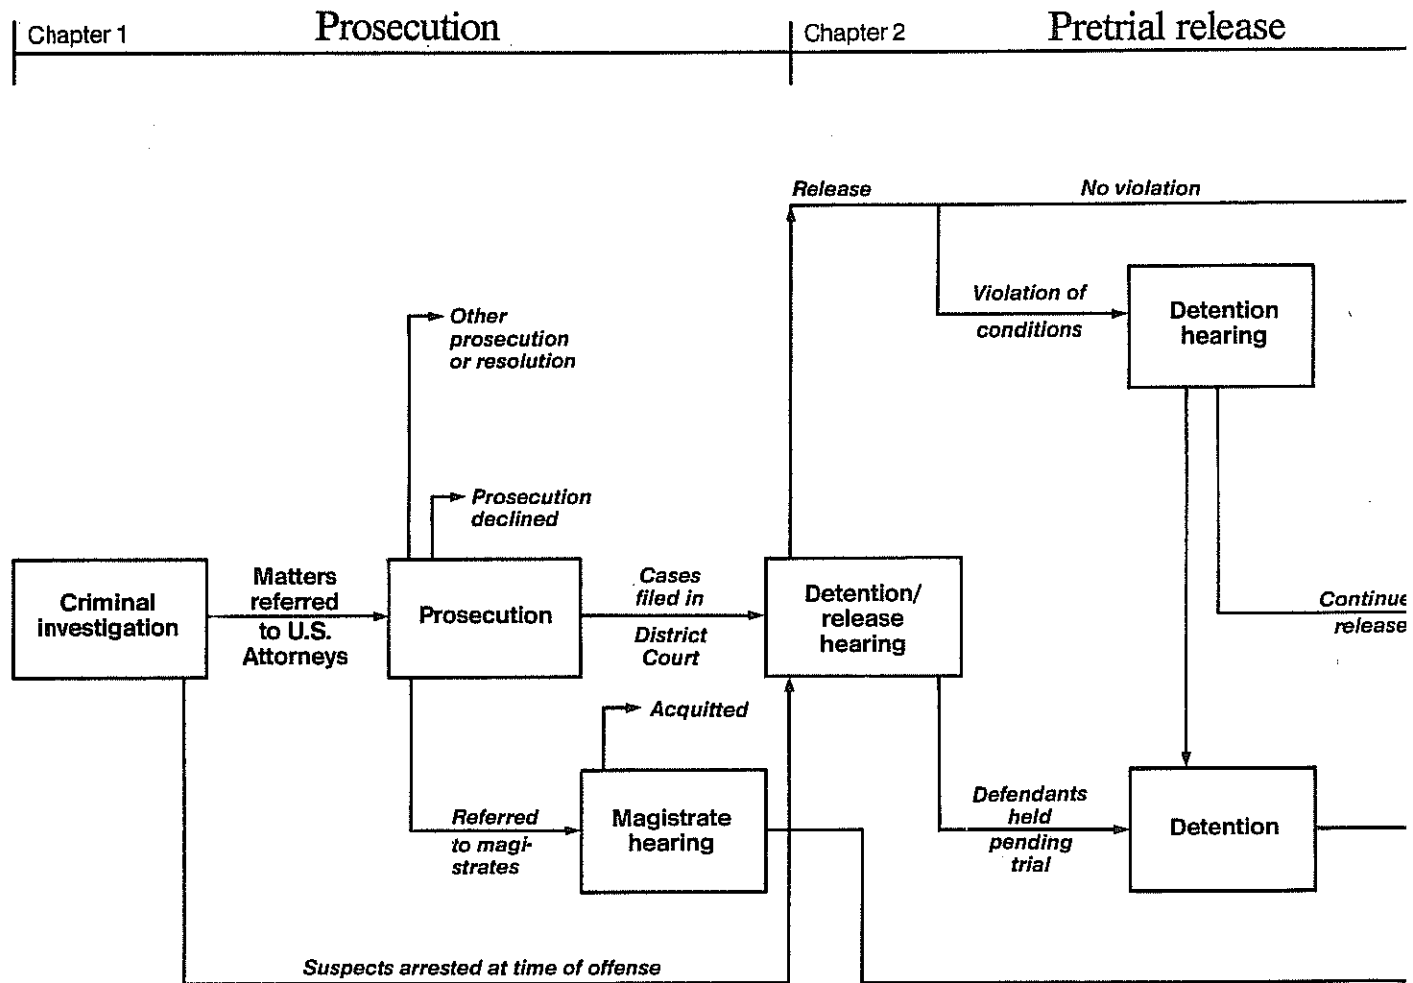 Chapter 1
Prosecution
Chapter 2
Pretrial release
Release
No violation
Violation of
conditions
Detention
hearing
Other
prosecution
or resolution
Prosecution
declined
Criminal
investigation
Matters
referred
to U.S.
Attorneys
Prosecution
Cases
filed in
District
Court
Detention/
release
hearing
Continue
release
Acquitted
Referred
to magi-
strates
Magistrate
hearing
Defendants
held
pending
trial
Detention
Suspects arrested at time of offense